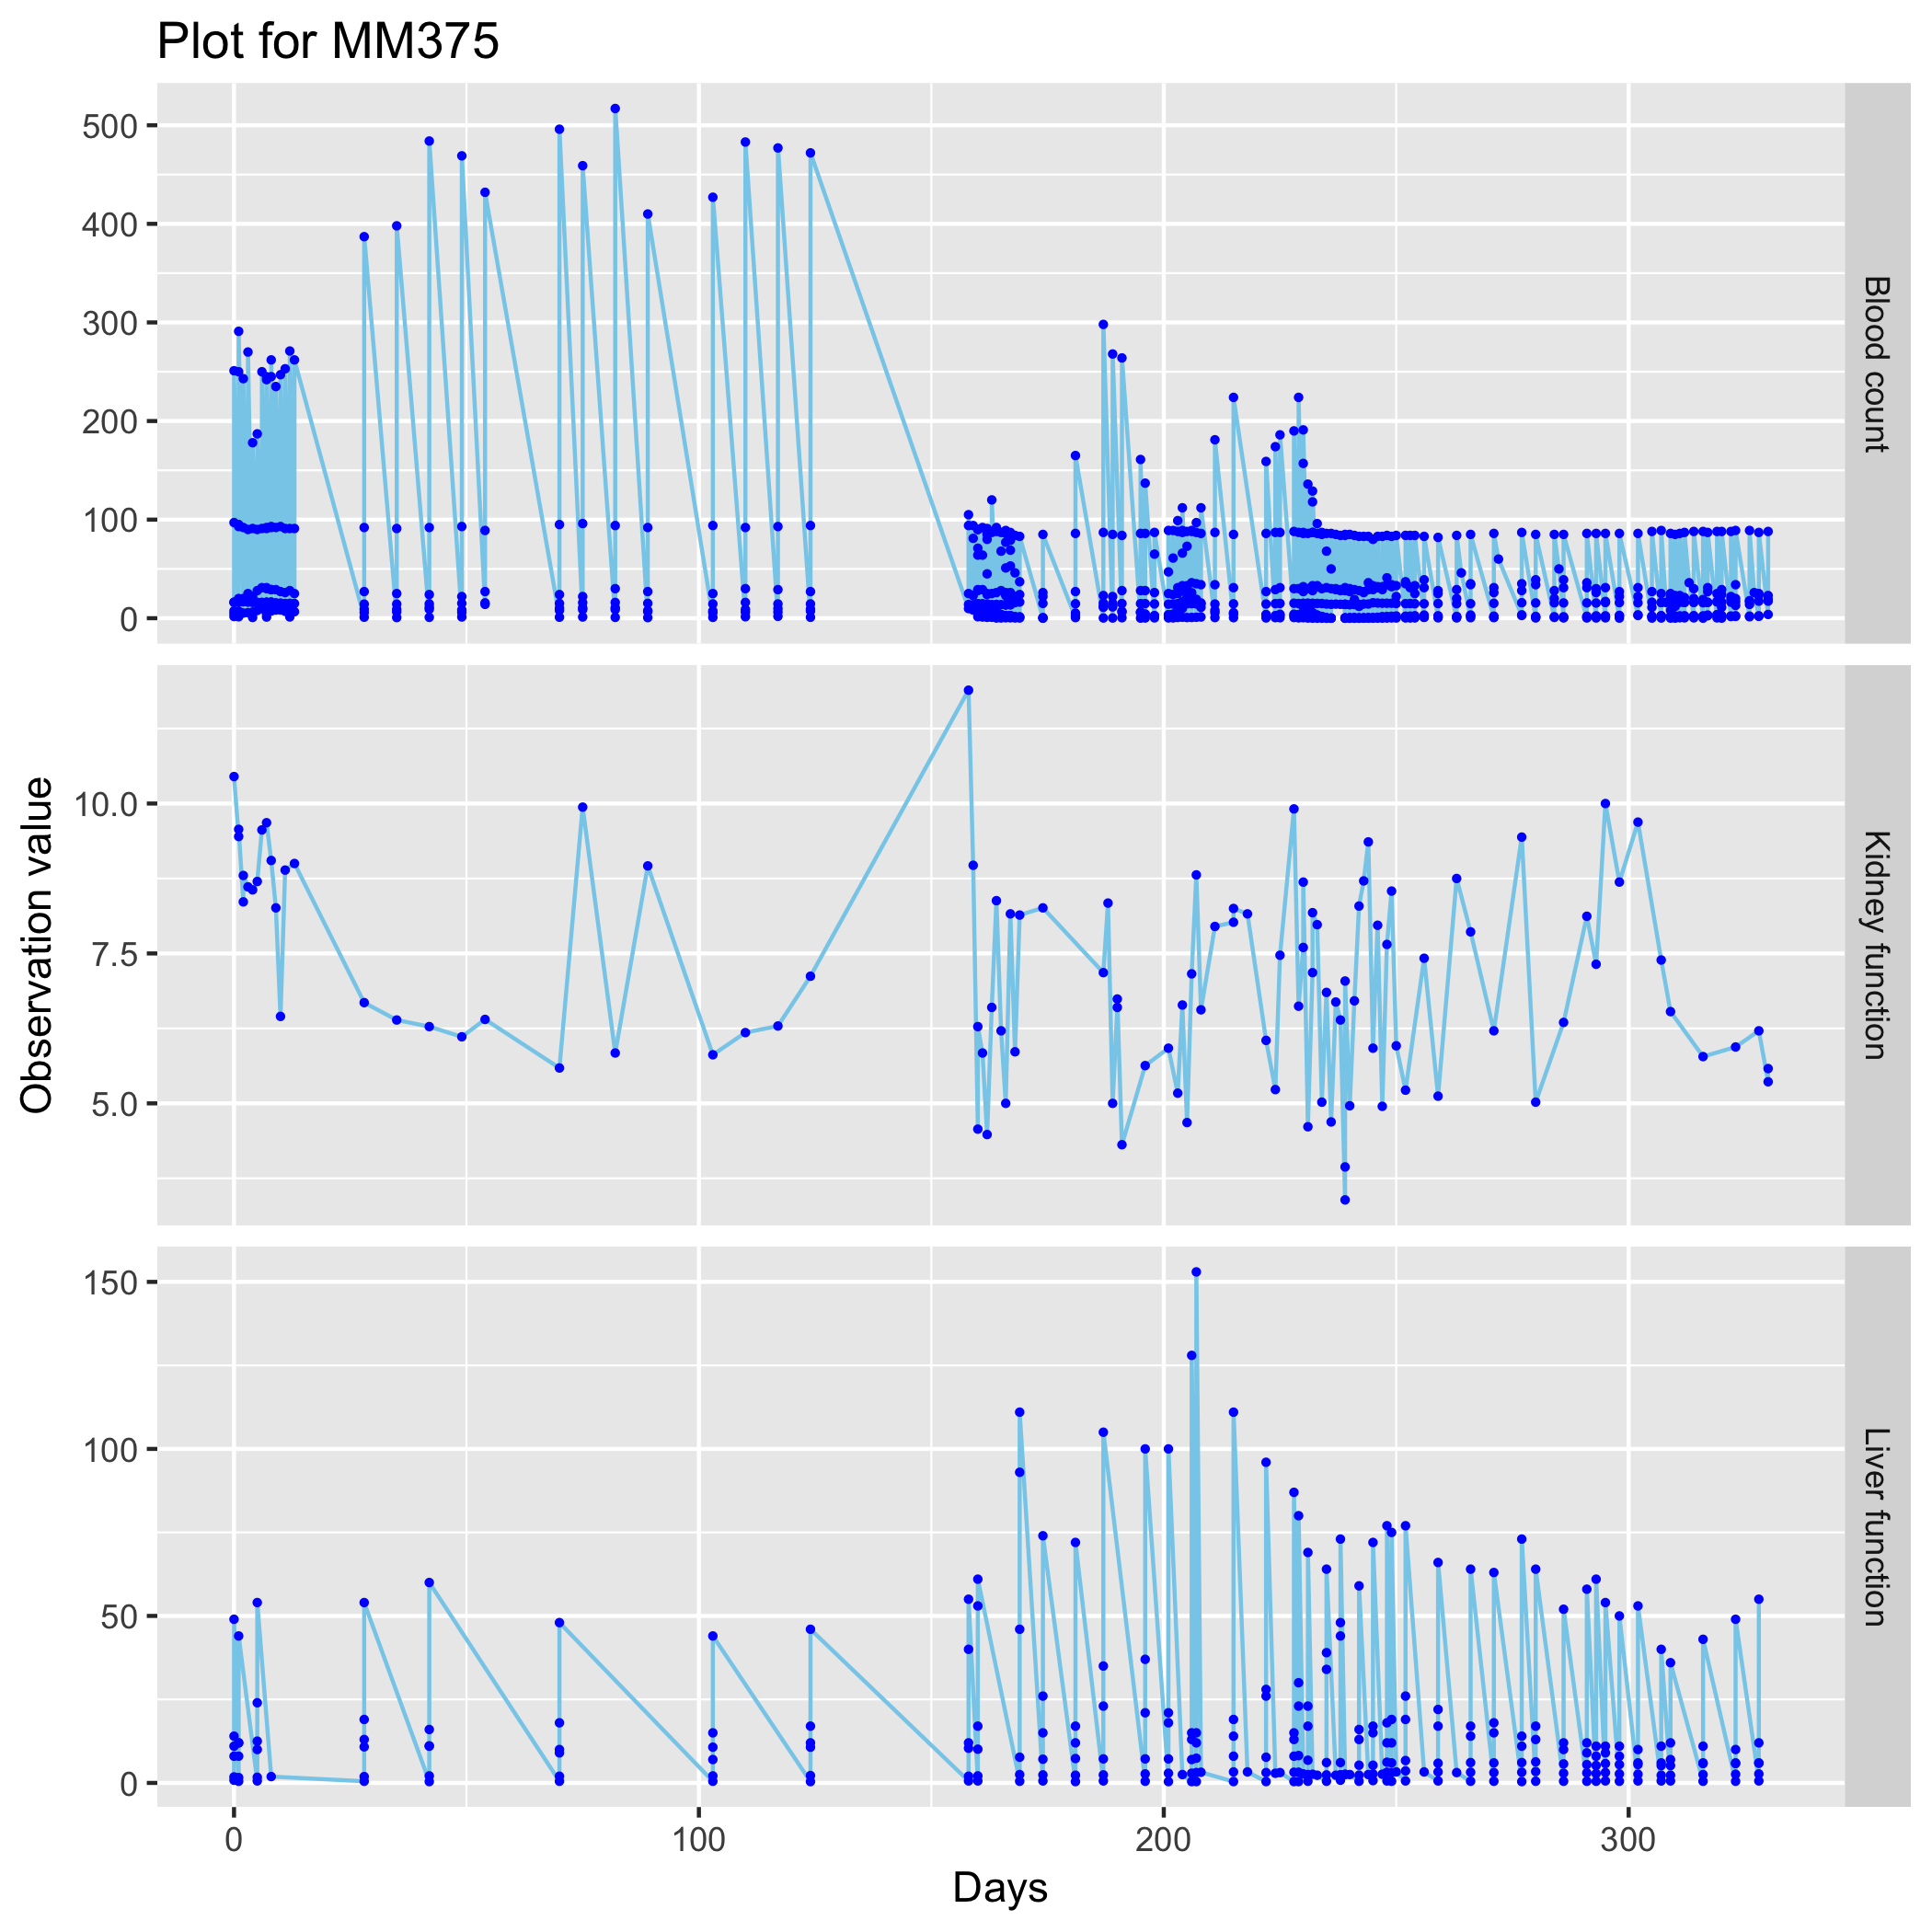 Plot for MM375
500
400
300
200
100
0
Blood count
10.0
7.5
5.0
Kidney function
Observation value
150
100
50
0
Liver function
0 100 200 300
Days